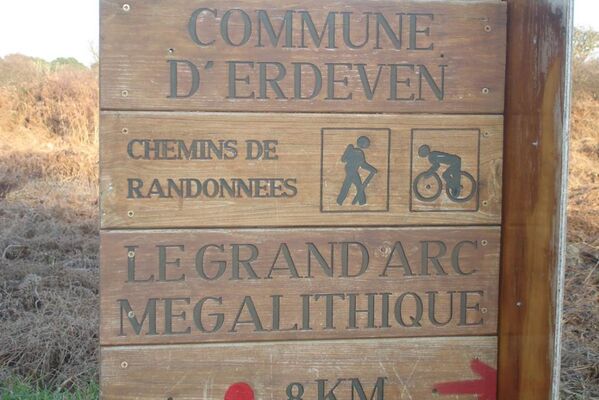 COMMUNE
D'ERDEVEN
CHEMINS DE
RANDONNEES
LE GRAND ARC
MEGALITHIQUE
8 KM